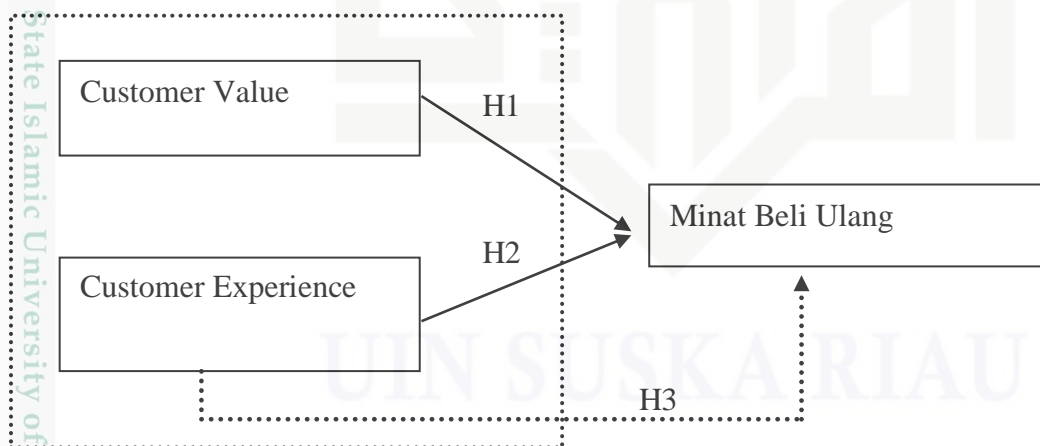 State Islamic University of
Customer Value
H1
Minat Beli Ulang
H2
Customer Experience
UIN SUSKA RIAU
H3